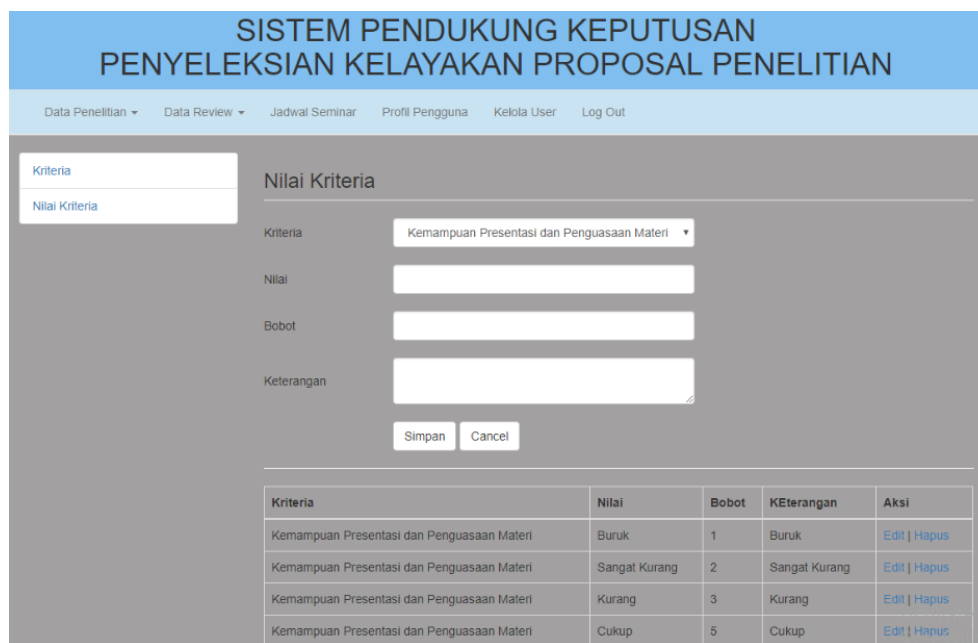 SISTEM PENDUKUNG KEPUTUSAN
PENYELEKSIAN KELAYAKAN PROPOSAL PENELITIAN
Data Penelitian Data Review Jadwal Seminar Profil Pengguna Kelola User Log Out
Kriteria
Nilai Kriteria
Nilai Kriteria
Kriteria Kemampuan Presentasi dan Penguasaan Materi
Nilai
Bobot
Keterangan
Simpan Cancel
Kriteria Nilai Bobot KEterangan Aksi
Kemampuan Presentasi dan Penguasaan Materi Buruk 1 Buruk Edit | Hapus
Kemampuan Presentasi dan Penguasaan Materi Sangat Kurang 2 Sangat Kurang Edit | Hapus
Kemampuan Presentasi dan Penguasaan Materi Kurang 3 Kurang Edit | Hapus
Kemampuan Presentasi dan Penguasaan Materi Cukup 5 Cukup Edit | Hapus